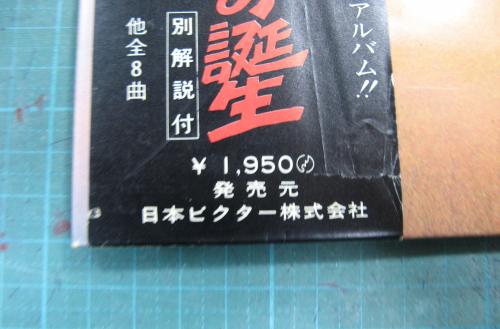 アルバム!!
の誕生
別解説付
他全8曲
¥1,950
発売元
日本ビクター株式会社